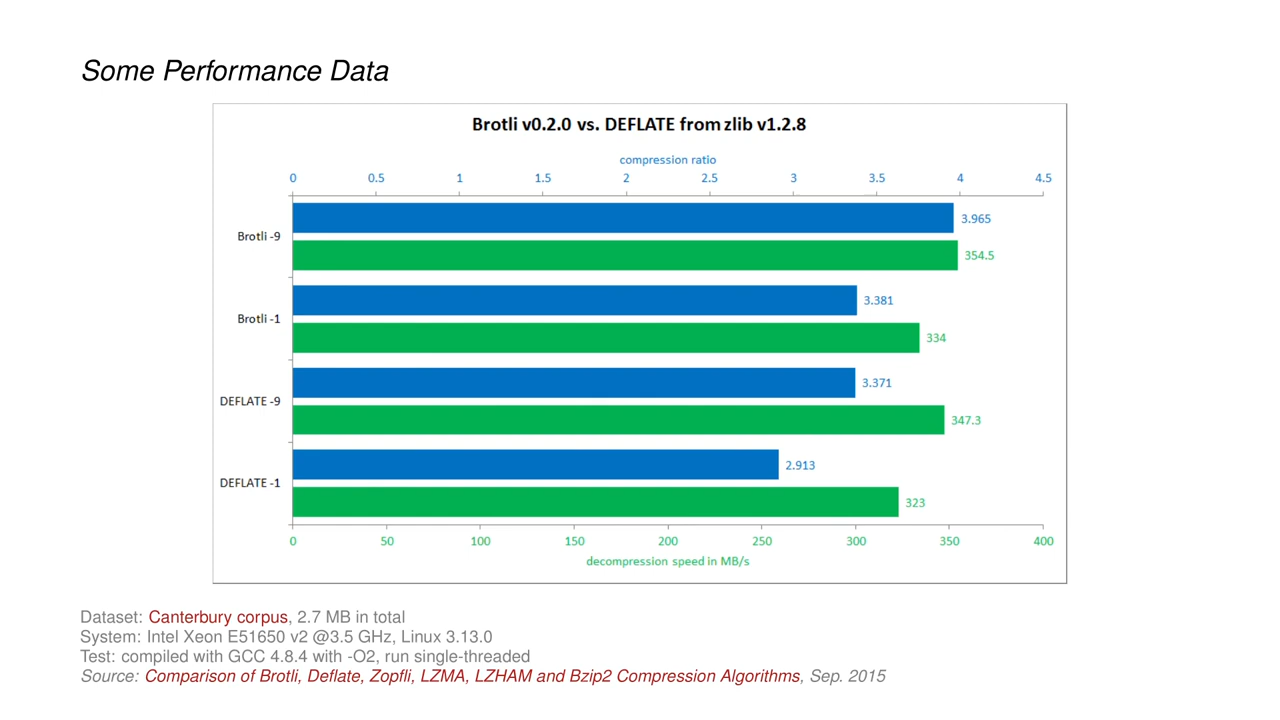 Some Performance Data
Brotli v0.2.0 vs. DEFLATE from zlib v1.2.8
compression ratio
0 0.5 1 1.5 2 2.5 3 3.5 4 4.5
Brotli -9
3.965
354.5
Brotli -1
3.381
334
DEFLATE -9
3.371
347.3
DEFLATE -1
2.913
323
0 50 100 150 200 250 300 350 400
decompression speed in MB/s
Dataset: Canterbury corpus, 2.7 MB in total
System: Intel Xeon E51650 v2 @3.5 GHz, Linux 3.13.0
Test: compiled with GCC 4.8.4 with -O2, run single-threaded
Source: Comparison of Brotli, Deflate, Zopfli, LZMA, LZHAM and Bzip2 Compression Algorithms, Sep. 2015